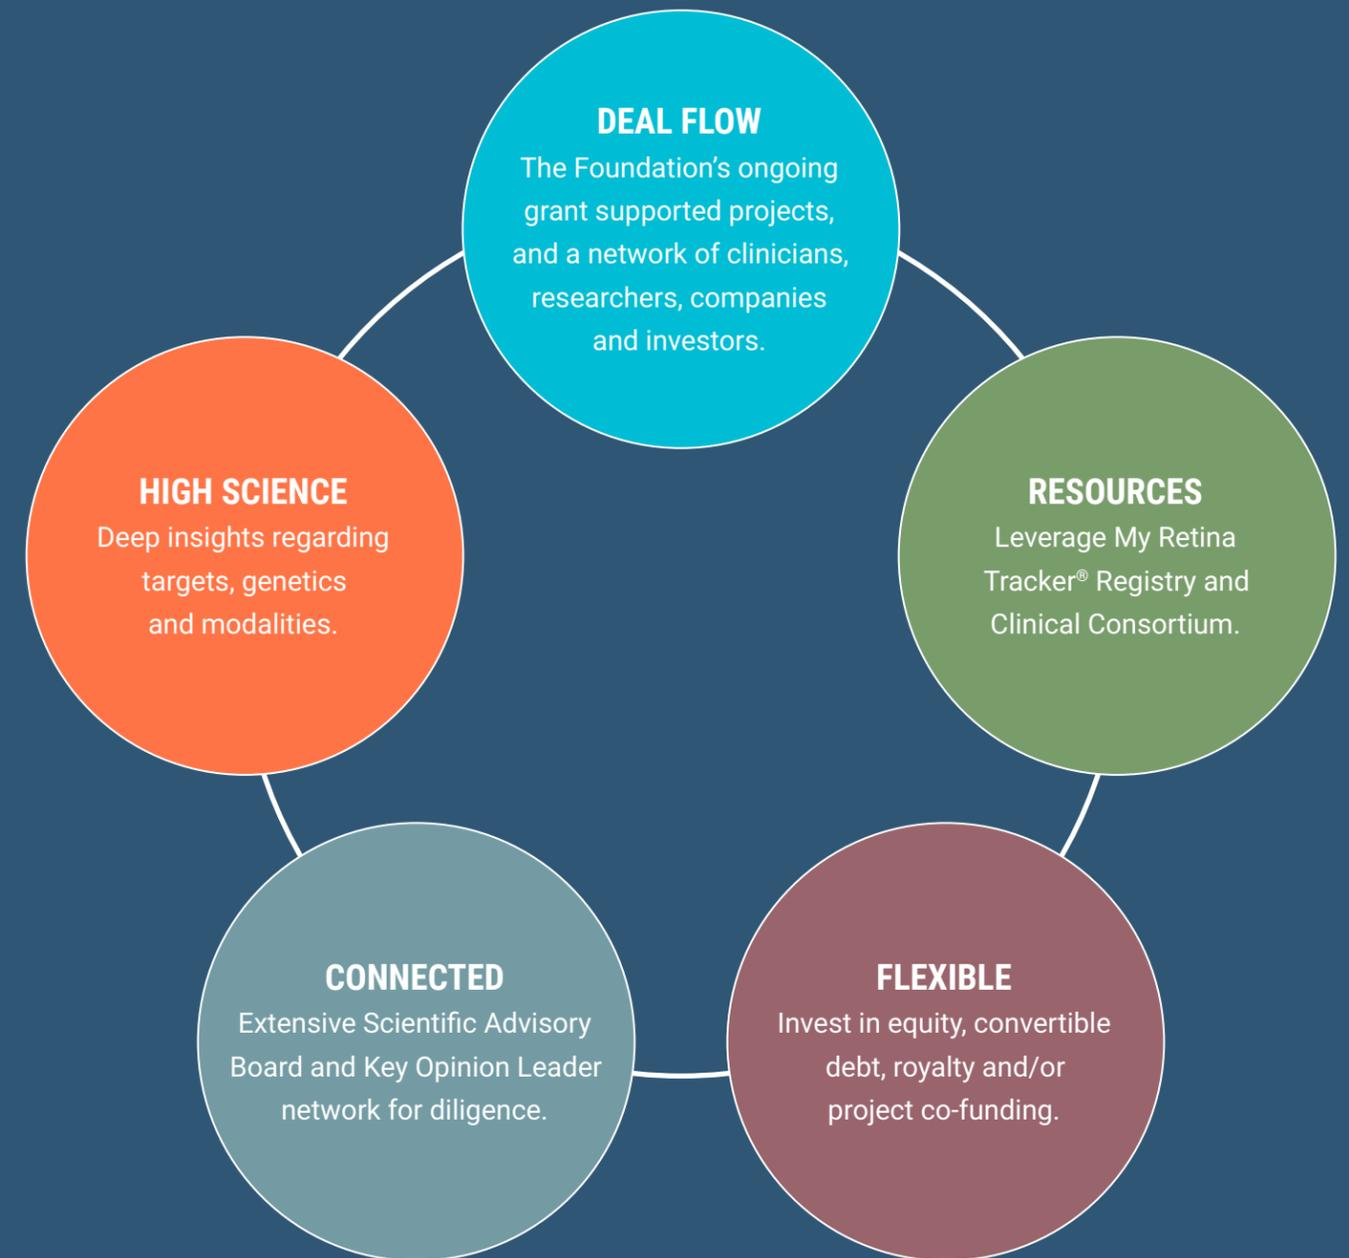 DEAL FLOW
The Foundation’s ongoing
grant supported projects,
and a network of clinicians,
researchers, companies
and investors.
HIGH SCIENCE
Deep insights regarding
targets, genetics
and modalities.
RESOURCES
Leverage My Retina
Tracker® Registry and
Clinical Consortium.
CONNECTED
Extensive Scientific Advisory
Board and Key Opinion Leader
network for diligence.
FLEXIBLE
Invest in equity, convertible
debt, royalty and/or
project co-funding.